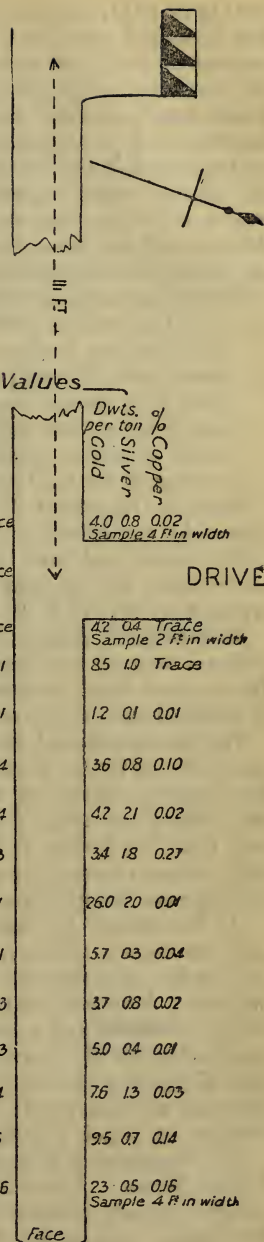 111 FT
Values
Dwts. per ton
%
Gold Silver Copper
4.0 0.8 0.02
Sample 4 Ft in width
DRIVE
4.2 0.4 Trace
Sample 2 Ft in width
8.5 1.0 Trace
1.2 0.1 0.01
3.6 0.8 0.10
4.2 2.1 0.02
3.4 1.8 0.27
26.0 2.0 0.01
5.7 0.3 0.04
3.7 0.8 0.02
5.0 0.4 0.01
7.6 1.3 0.03
9.5 0.7 0.14
2.3 0.5 0.16
Sample 4 Ft in width
Face